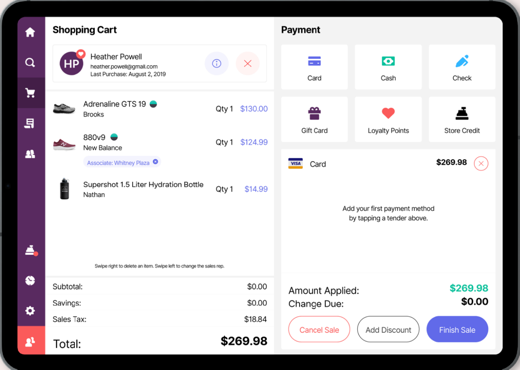 Shopping Cart
HP
Heather Powell
heather.powell@gmail.com
Last Purchase: August 2, 2019
Adrenaline GTS 19
Brooks
Qty 1 $130.00
880v9
New Balance
Qty 1 $124.99
Associate: Whitney Plaza
Supershot 1.5 Liter Hydration Bottle
Nathan
Qty 1 $14.99
Swipe right to delete an item. Swipe left to change the sales rep.
Subtotal: $0.00
Savings: $0.00
Sales Tax: $18.84
Total: $269.98
Payment
Card
Cash
Check
Gift Card
Loyalty Points
Store Credit
VISA Card $269.98
Add your first payment method
by tapping a tender above.
Amount Applied: $269.98
Change Due: $0.00
Cancel Sale
Add Discount
Finish Sale